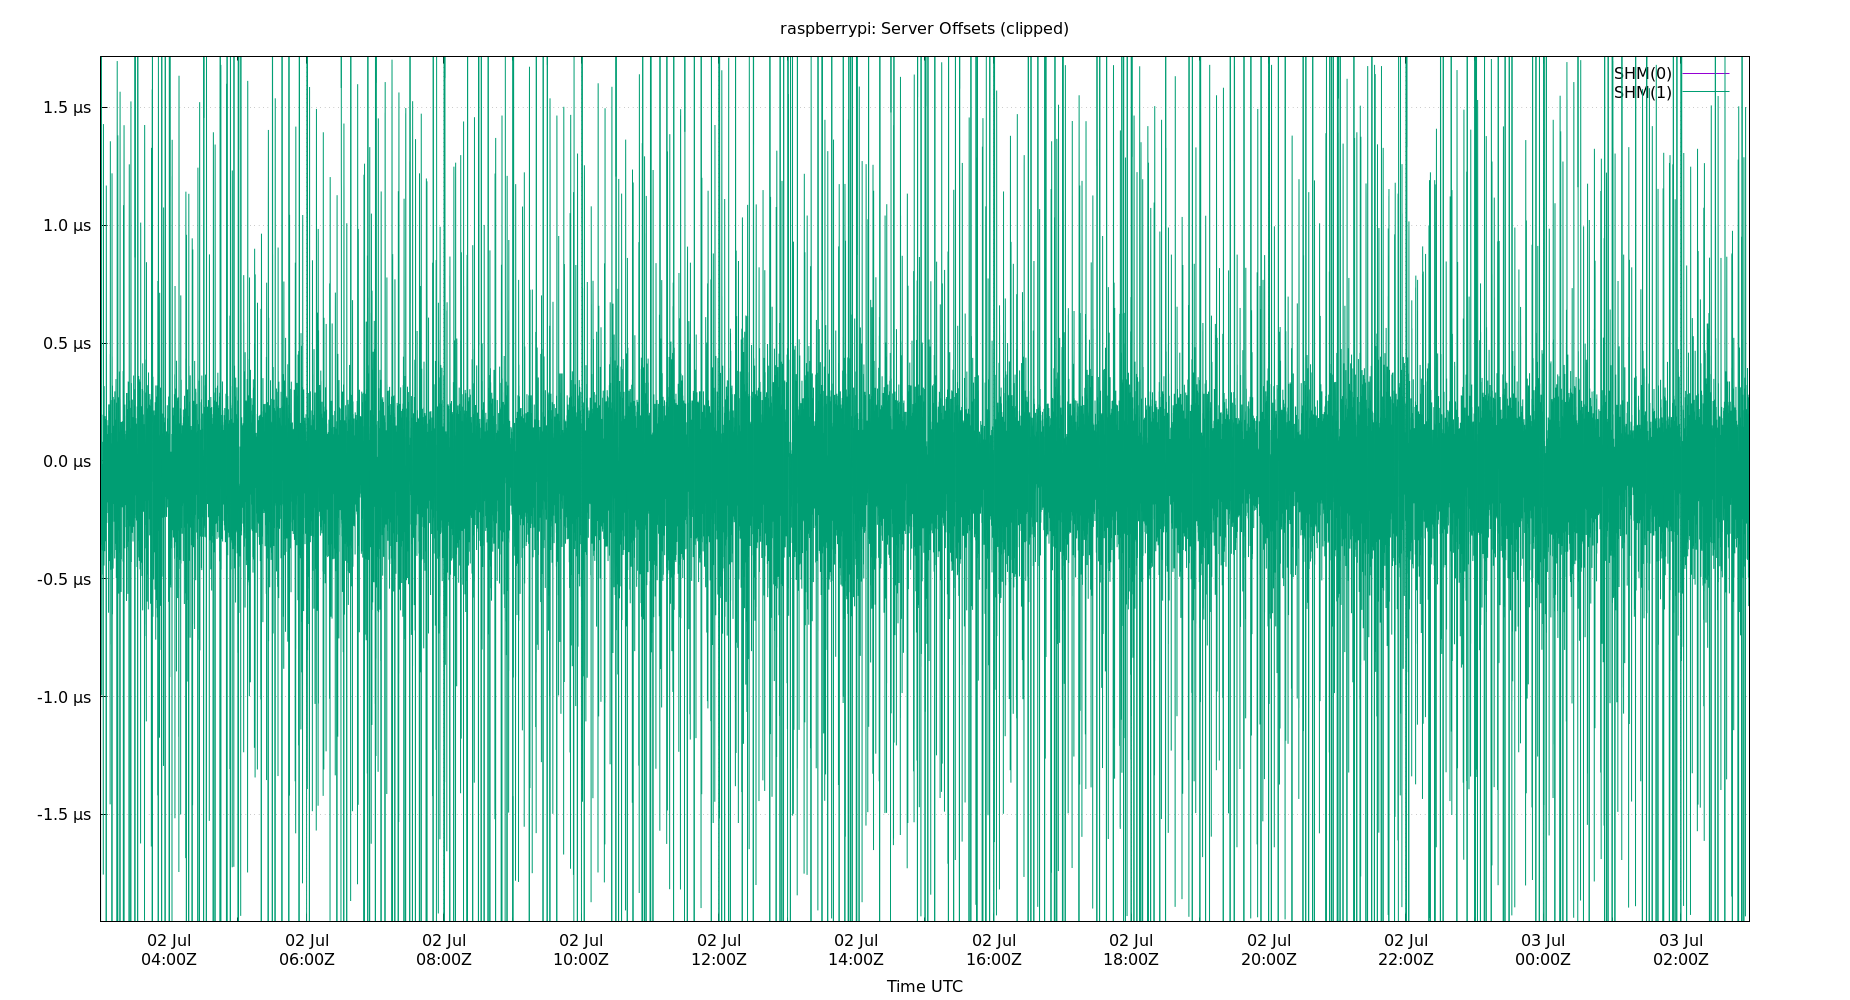 raspberrypi: Server Offsets (clipped)
SHM(0)
SHM(1)
1.5 µs
1.0 µs
0.5 µs
0.0 µs
-0.5 µs
-1.0 µs
-1.5 µs
02 Jul 02 Jul 02 Jul 02 Jul 02 Jul 02 Jul 02 Jul 02 Jul 02 Jul 02 Jul 03 Jul 03 Jul
04:00Z 06:00Z 08:00Z 10:00Z 12:00Z 14:00Z 16:00Z 18:00Z 20:00Z 22:00Z 00:00Z 02:00Z
Time UTC